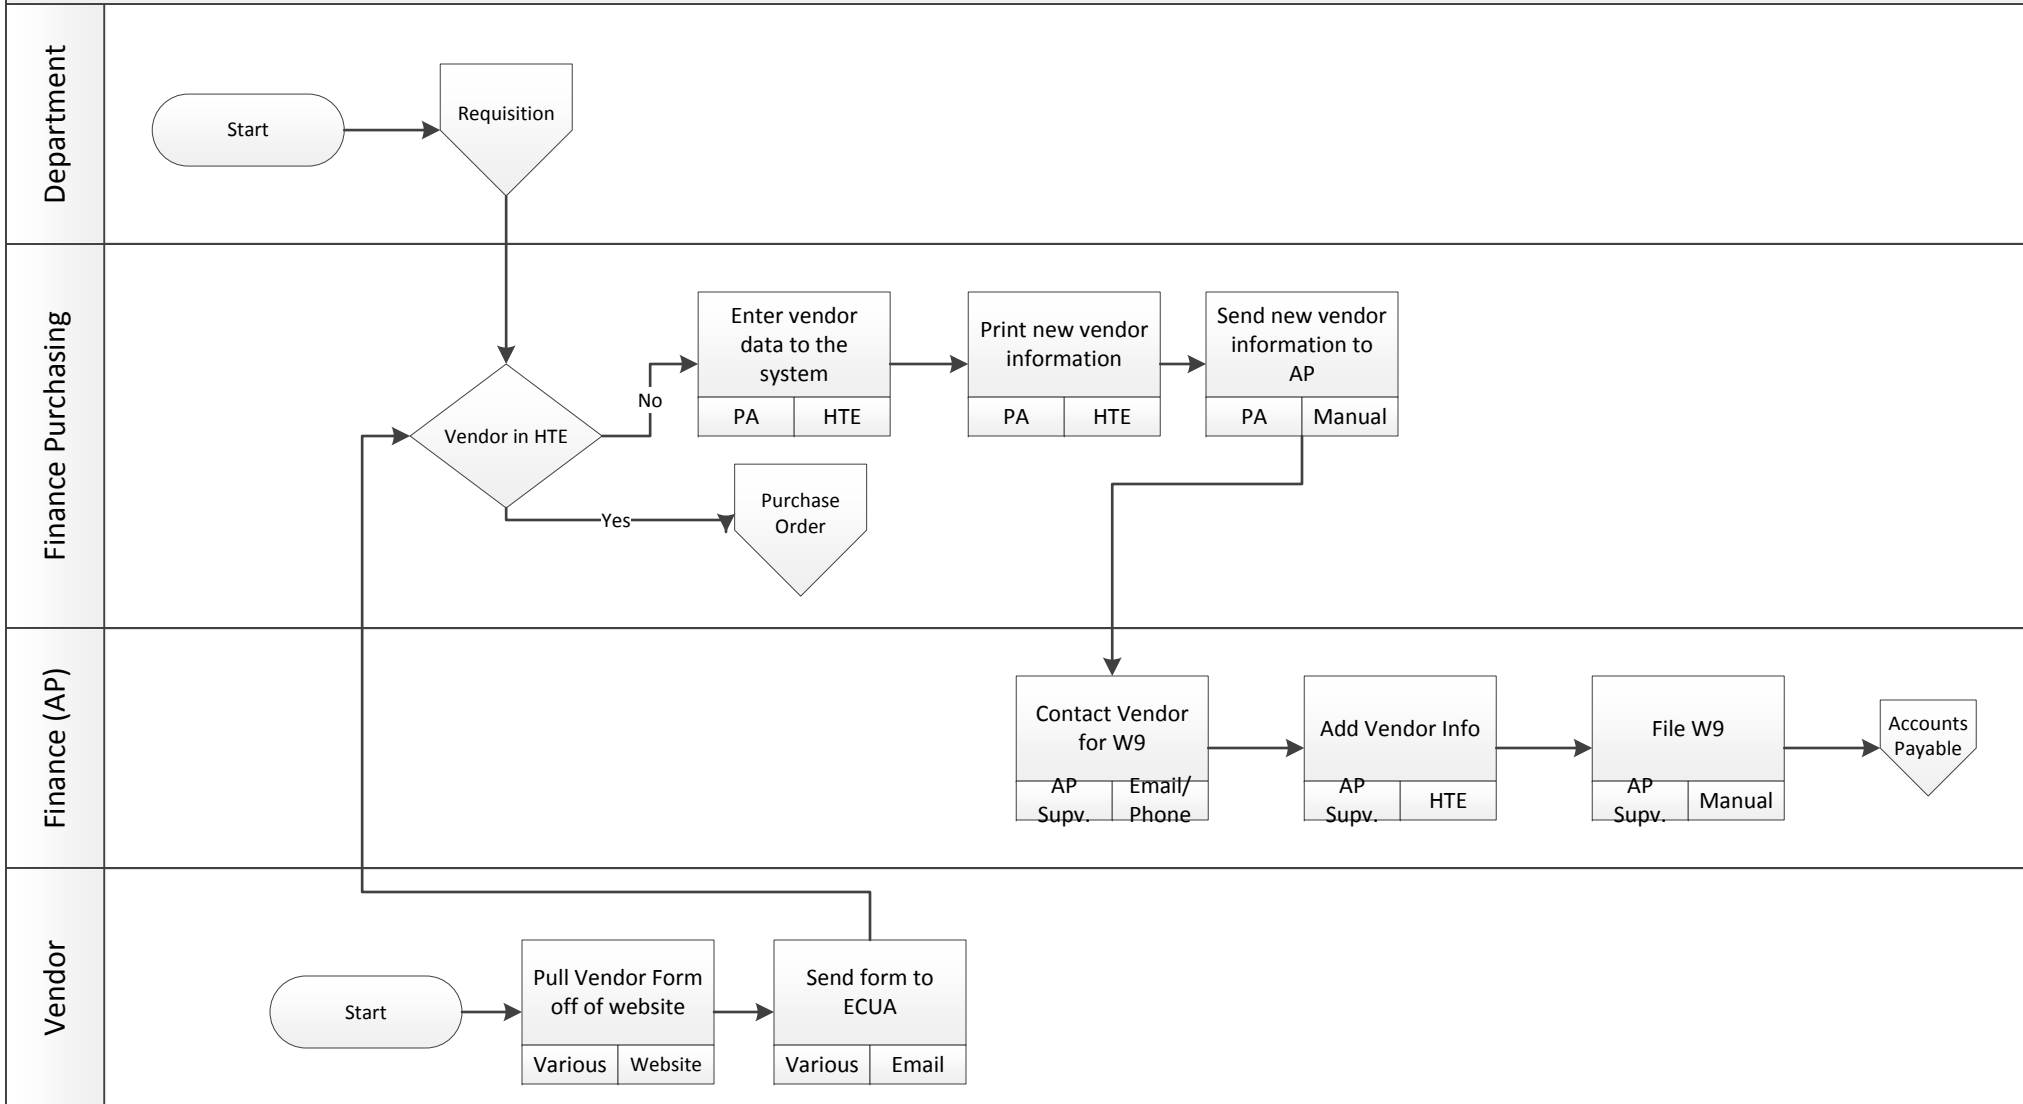 Department
Start
Requisition
Finance Purchasing
Enter vendor
data to the
system
PA
HTE
Print new vendor
information
PA
HTE
Send new vendor
information to
AP
PA
Manual
No
Vendor in HTE
Yes
Purchase
Order
Finance (AP)
Contact Vendor
for W9
AP
Supv.
Email/
Phone
Add Vendor Info
AP
Supv.
HTE
File W9
AP
Supv.
Manual
Accounts
Payable
Vendor
Start
Pull Vendor Form
off of website
Various
Website
Send form to
ECUA
Various
Email